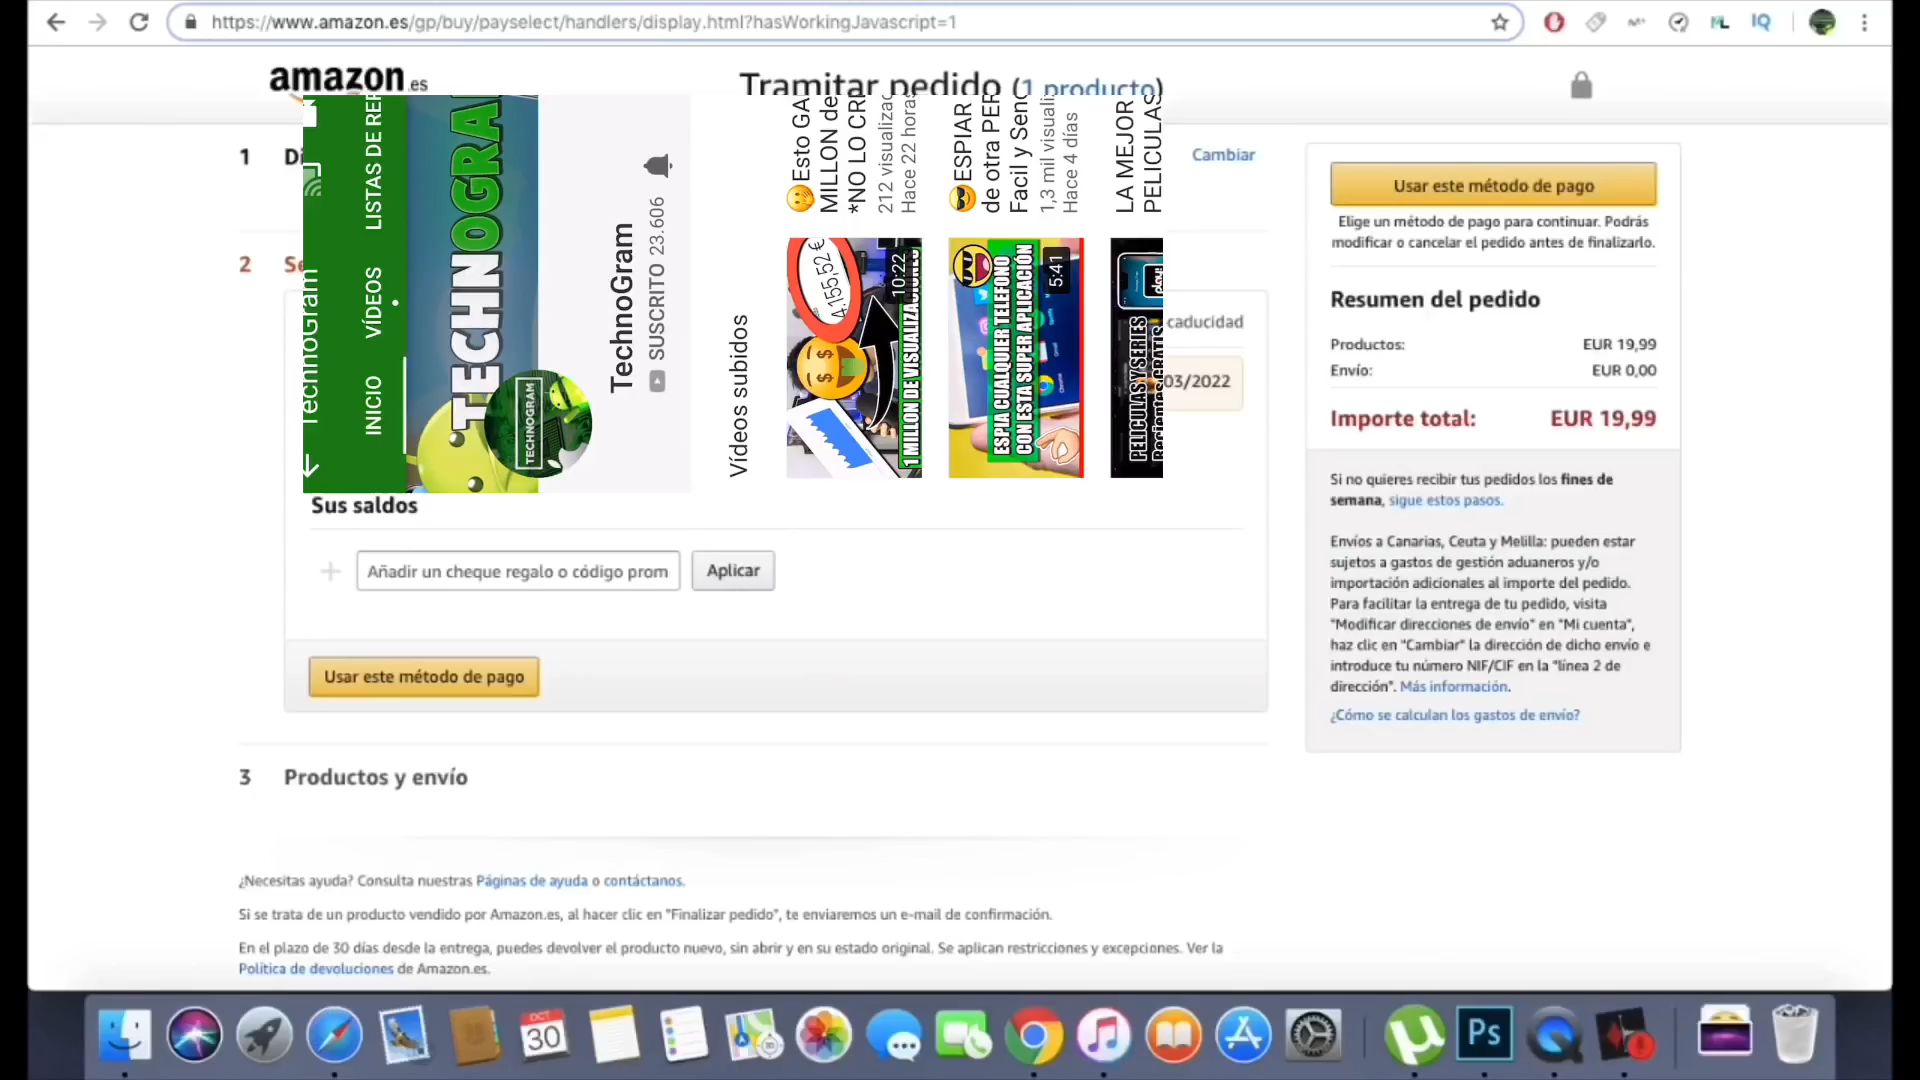 https://www.amazon.es/gp/buy/payselect/handlers/display.html?hasWorkingJavascript=1
amazon.es
Tramitar pedido (1 producto)
1
Cambiar
2
caducidad
03/2022
TechnoGram
INICIO
VÍDEOS
LISTAS DE REP
TECHNOGRA
TECHNOGRAM
TechnoGram
SUSCRITO 23.606
Vídeos subidos
4.155,52 €
10:22
1 MILLON DE VISUALIZACIONES
Esto GA
MILLON de
*NO LO CR
212 visualizac
Hace 22 horas
5:41
ESPIA CUALQUIER TELEFONO
CON ESTA SUPER APLICACIÓN
ESPIAR
de otra PER
Facil y Senc
1,3 mil visuali
Hace 4 días
PELICULAS Y SERIES
LA MEJOR
PELICULAS
Sus saldos
Añadir un cheque regalo o código prom
Aplicar
Usar este método de pago
3 Productos y envío
¿Necesitas ayuda? Consulta nuestras Páginas de ayuda o contáctanos.
Si se trata de un producto vendido por Amazon.es, al hacer clic en "Finalizar pedido", te enviaremos un e-mail de confirmación.
En el plazo de 30 días desde la entrega, puedes devolver el producto nuevo, sin abrir y en su estado original. Se aplican restricciones y excepciones. Ver la
Política de devoluciones de Amazon.es.
Usar este método de pago
Elige un método de pago para continuar. Podrás
modificar o cancelar el pedido antes de finalizarlo.
Resumen del pedido
Productos: EUR 19,99
Envío: EUR 0,00
Importe total: EUR 19,99
Si no quieres recibir tus pedidos los fines de
semana, sigue estos pasos.
Envíos a Canarias, Ceuta y Melilla: pueden estar
sujetos a gastos de gestión aduaneros y/o
importación adicionales al importe del pedido.
Para facilitar la entrega de tu pedido, visita
"Modificar direcciones de envío" en "Mi cuenta",
haz clic en "Cambiar" la dirección de dicho envío e
introduce tu número NIF/CIF en la "línea 2 de
dirección". Más información.
¿Cómo se calculan los gastos de envío?
OCT
30
Ps